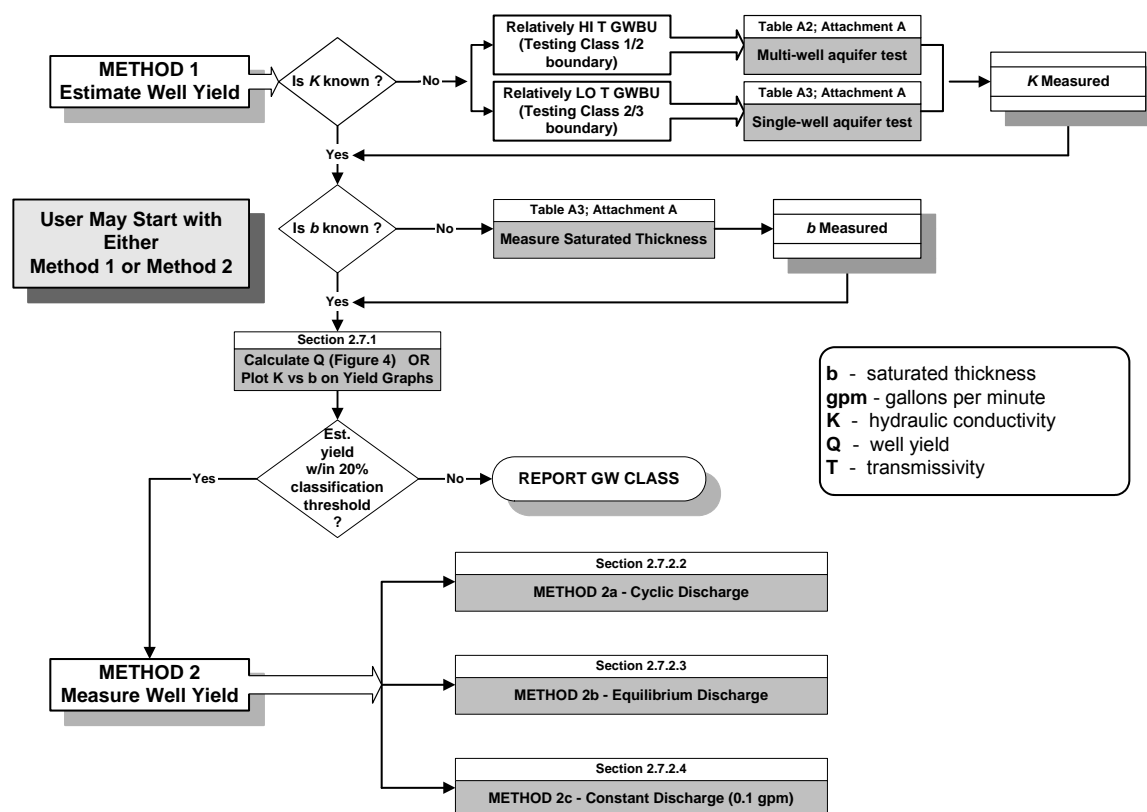 METHOD 1
Estimate Well Yield
Is K known ?
No
Relatively HI T GWBU
(Testing Class 1/2
boundary)
Table A2; Attachment A
Multi-well aquifer test
Relatively LO T GWBU
(Testing Class 2/3
boundary)
Table A3; Attachment A
Single-well aquifer test
K Measured
Yes
User May Start with
Either
Method 1 or Method 2
Is b known ?
No
Table A3; Attachment A
Measure Saturated Thickness
b Measured
Yes
Section 2.7.1
Calculate Q (Figure 4) OR
Plot K vs b on Yield Graphs
b - saturated thickness
gpm - gallons per minute
K - hydraulic conductivity
Q - well yield
T - transmissivity
Est.
yield
w/in 20%
classification
threshold
?
Yes
No
REPORT GW CLASS
METHOD 2
Measure Well Yield
Section 2.7.2.2
METHOD 2a - Cyclic Discharge
Section 2.7.2.3
METHOD 2b - Equilibrium Discharge
Section 2.7.2.4
METHOD 2c - Constant Discharge (0.1 gpm)